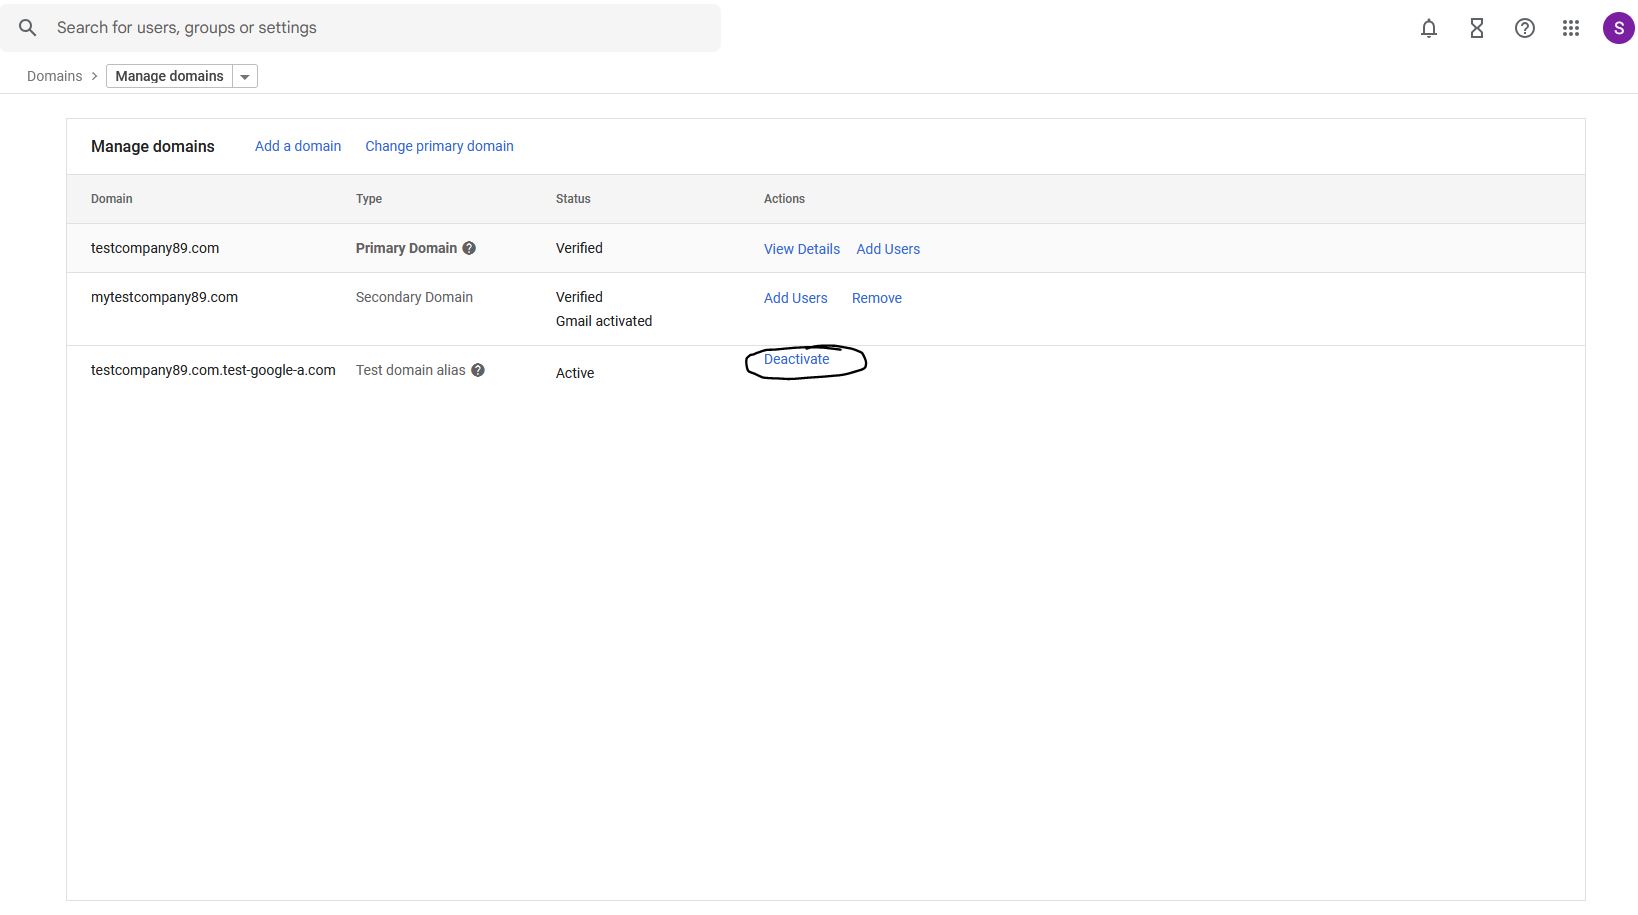 Search for users, groups or settings
S
Domains > Manage domains
Manage domains Add a domain Change primary domain
Domain Type Status Actions
testcompany89.com Primary Domain ? Verified View Details Add Users
mytestcompany89.com Secondary Domain Verified Add Users Remove
Gmail activated
Deactivate
testcompany89.com.test-google-a.com Test domain alias ? Active